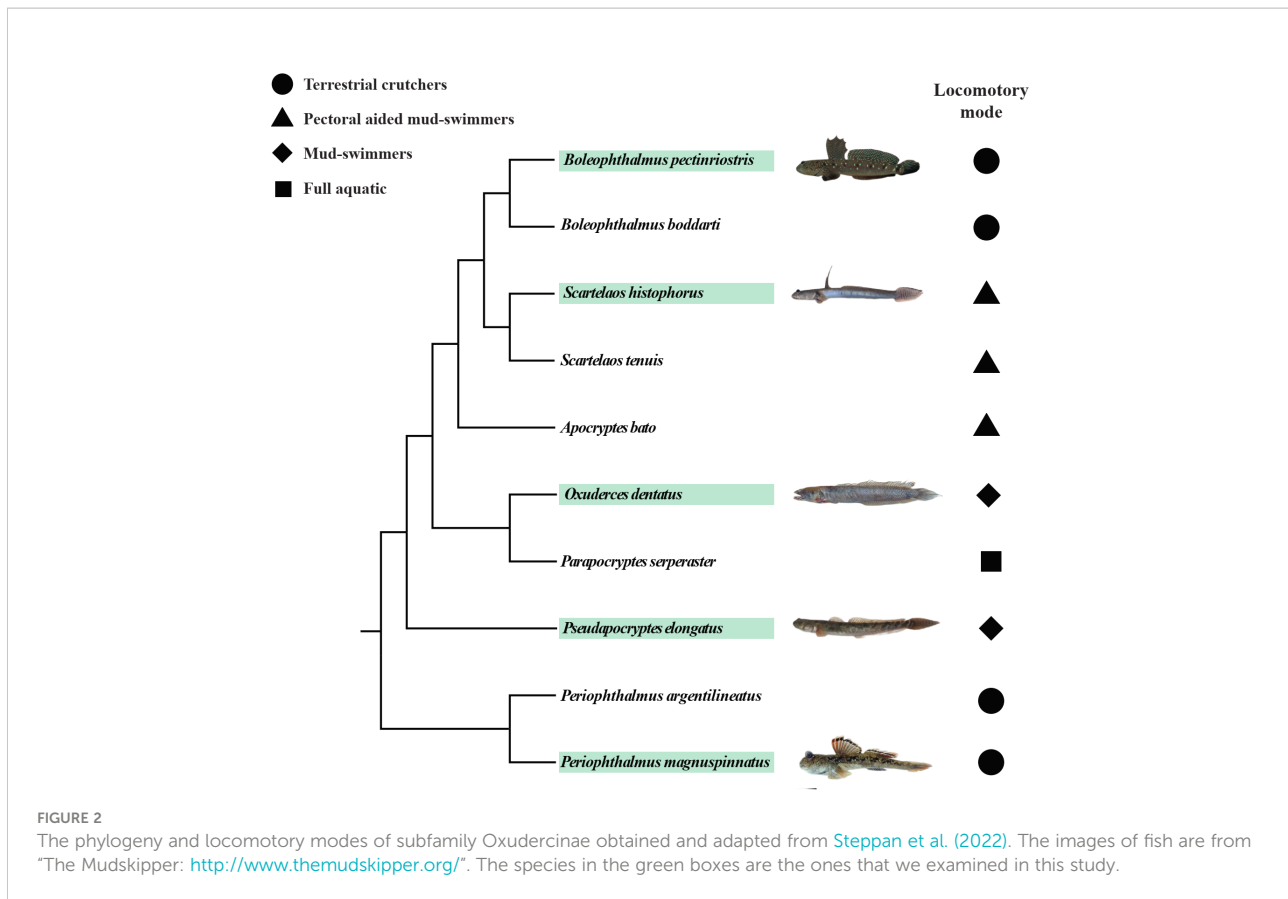 Terrestrial crutchers
Pectoral aided mud-swimmers
Mud-swimmers
Full aquatic
Locomotory
mode
Boleophthalmus pectinriostris
Boleophthalmus boddarti
Scartelaos histophorus
Scartelaos tenuis
Apocryptes bato
Oxuderces dentatus
Parapocryptes serperaster
Pseudapocryptes elongatus
Periophthalmus argentilineatus
Periophthalmus magnuspinnatus
FIGURE 2
The phylogeny and locomotory modes of subfamily Oxudercinae obtained and adapted from Steppan et al. (2022). The images of fish are from
“The Mudskipper: http://www.themudskipper.org/”. The species in the green boxes are the ones that we examined in this study.